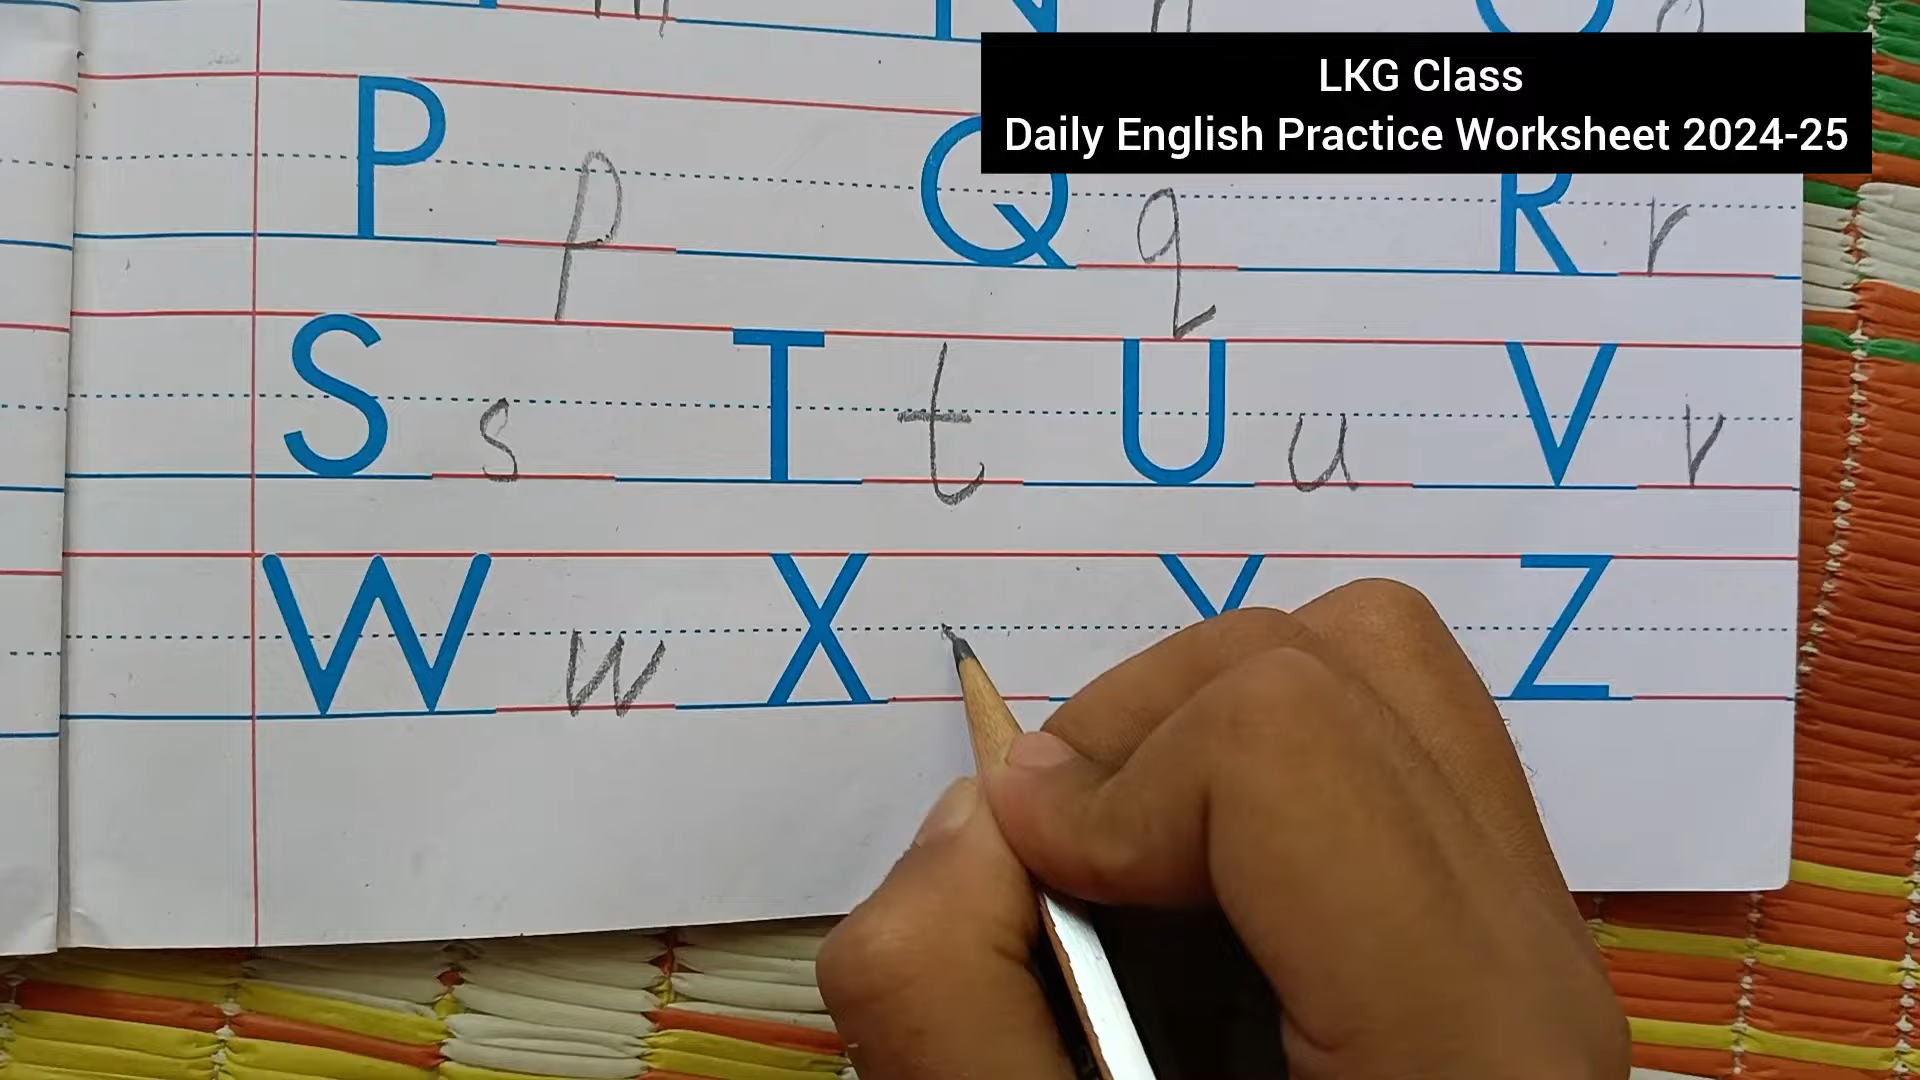 m N n O o
LKG Class
Daily English Practice Worksheet 2024-25
P p Q q R r
S s T t U u V v
W w X Y Z